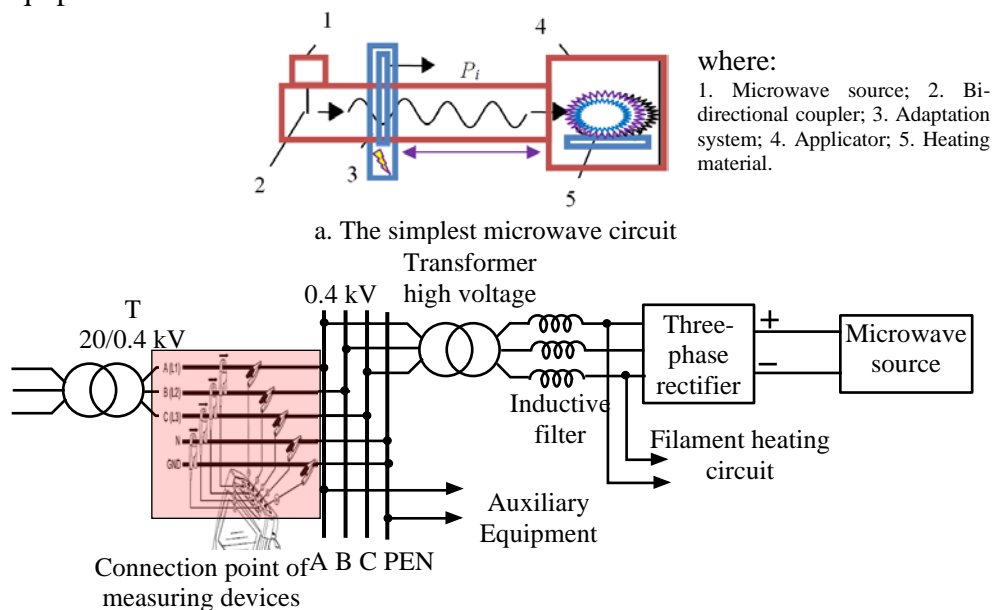 1
4
P_i
2
3
5
where:
1. Microwave source; 2. Bi-
directional coupler; 3. Adaptation
system; 4. Applicator; 5. Heating
material.
a. The simplest microwave circuit
Transformer
high voltage
0.4 kV
T
20/0.4 kV
A (L1)
B (L2)
C (L3)
N
GND
Three-
phase
rectifier
+
−
Microwave
source
Inductive
filter
Filament heating
circuit
Auxiliary
Equipment
A B C PEN
Connection point of
measuring devices